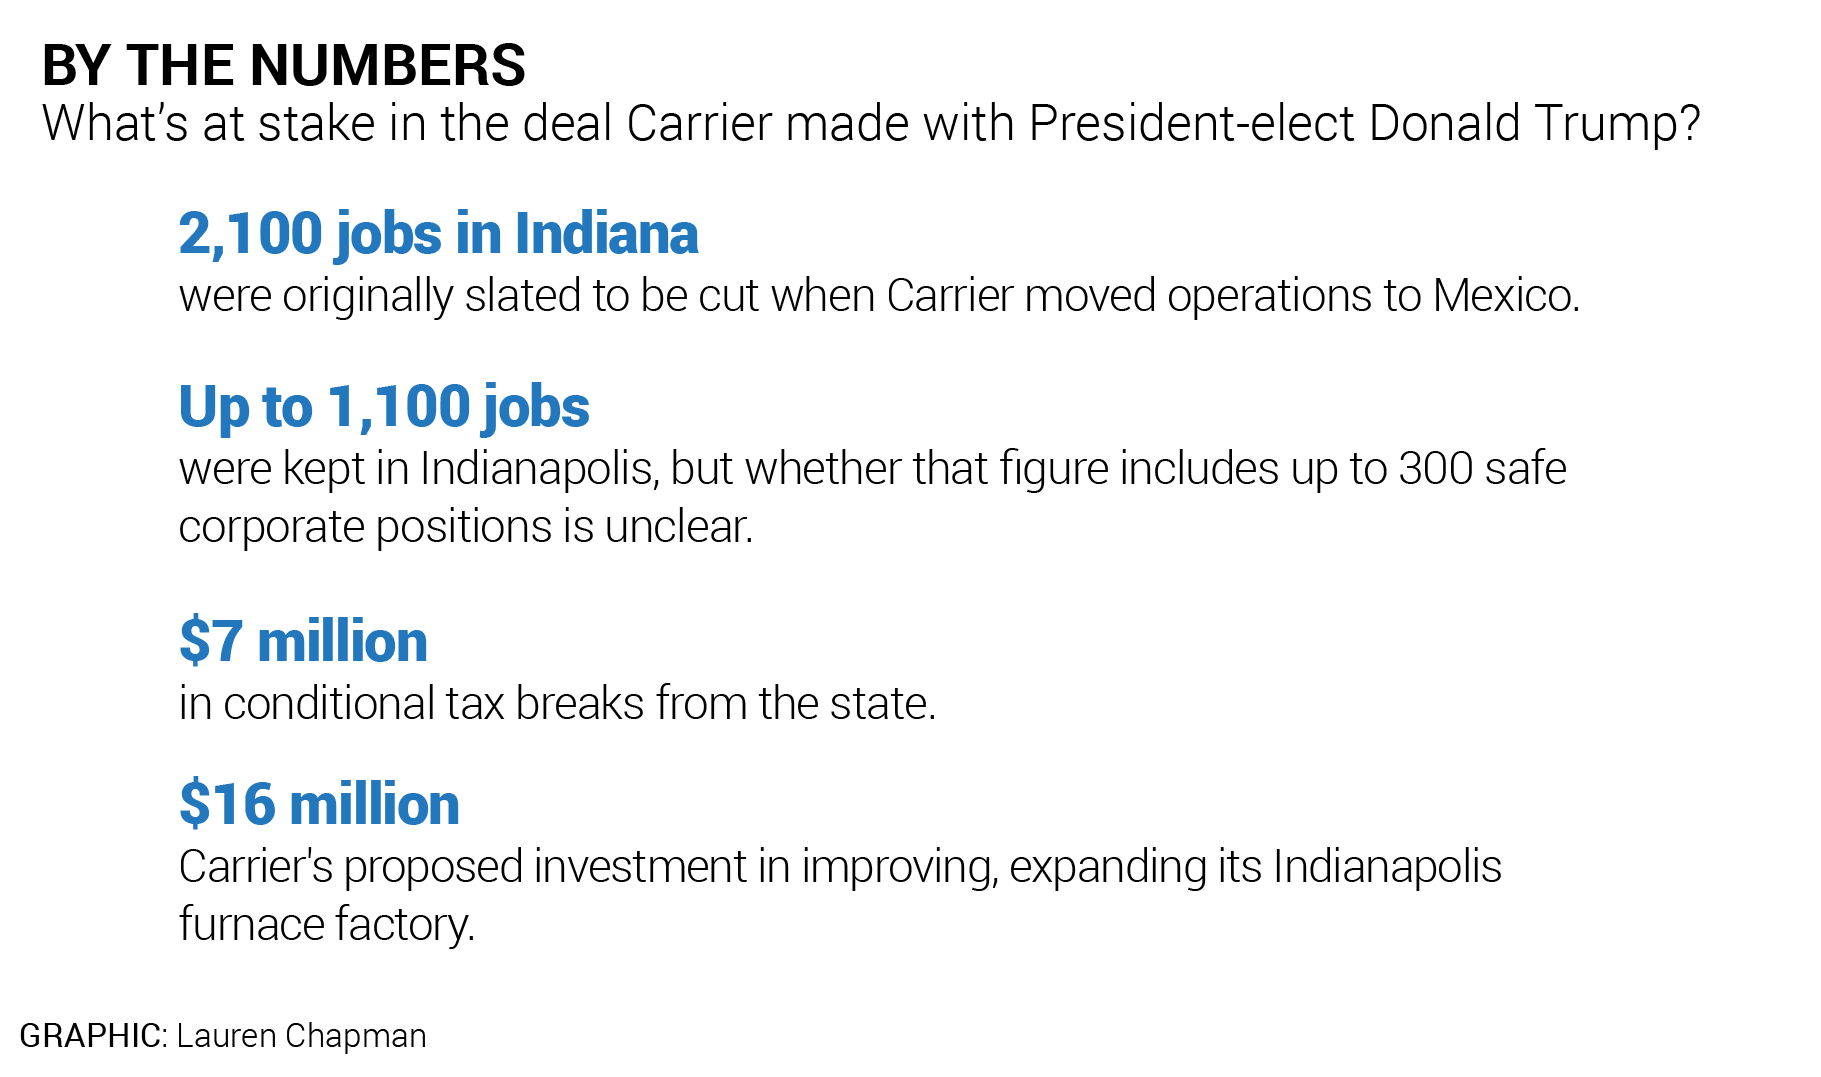 BY THE NUMBERS
What’s at stake in the deal Carrier made with President-elect Donald Trump?
2,100 jobs in Indiana
were originally slated to be cut when Carrier moved operations to Mexico.
Up to 1,100 jobs
were kept in Indianapolis, but whether that figure includes up to 300 safe
corporate positions is unclear.
$7 million
in conditional tax breaks from the state.
$16 million
Carrier's proposed investment in improving, expanding its Indianapolis
furnace factory.
GRAPHIC: Lauren Chapman